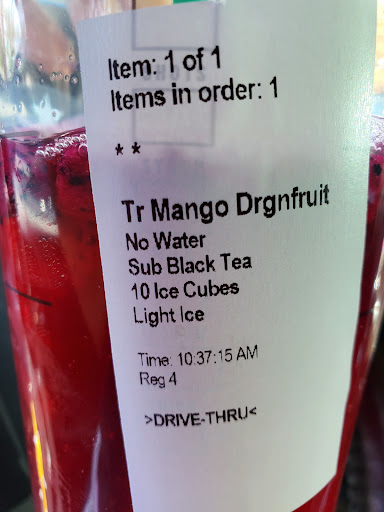 Item: 1 of 1
Items in order: 1
* *
Tr Mango Drgnfruit
No Water
Sub Black Tea
10 Ice Cubes
Light Ice
Time: 10:37:15 AM
Reg 4
>DRIVE-THRU<